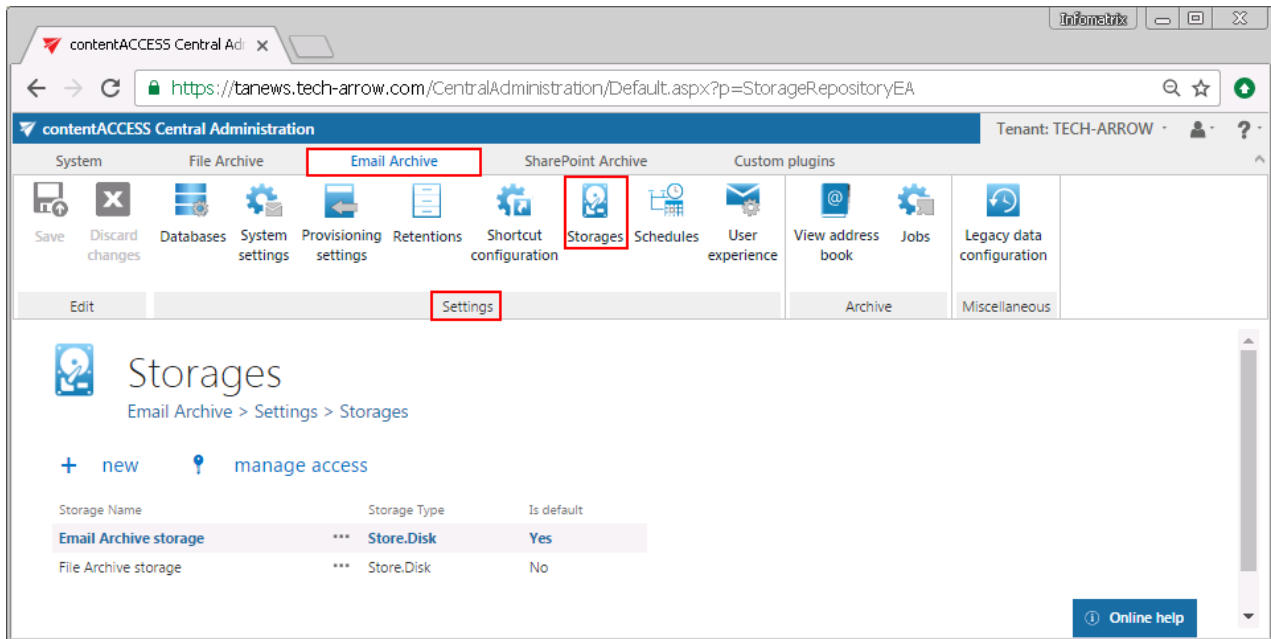 Infomatrix
contentACCESS Central Adr
https://tanews.tech-arrow.com/CentralAdministration/Default.aspx?p=StorageRepositoryEA
contentACCESS Central Administration Tenant: TECH-ARROW ?
System File Archive Email Archive SharePoint Archive Custom plugins
Save Discard Databases System Provisioning Retentions Shortcut Storages Schedules User View address Jobs Legacy data
changes settings settings configuration experience book configuration
Edit Settings Archive Miscellaneous
Storages
Email Archive > Settings > Storages
+ new manage access
Storage Name Storage Type Is default
Email Archive storage ... Store.Disk Yes
File Archive storage ... Store.Disk No
Online help